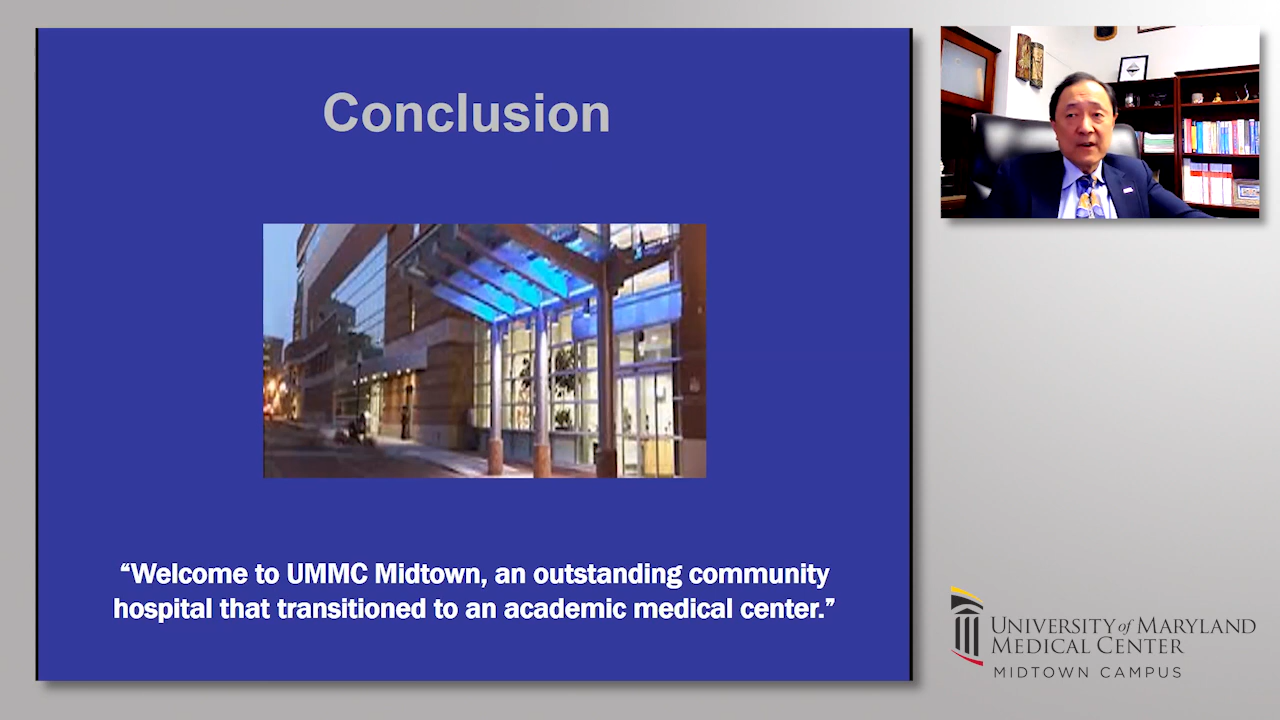 Conclusion
“Welcome to UMMC Midtown, an outstanding community
hospital that transitioned to an academic medical center.”
UNIVERSITY of MARYLAND
MEDICAL CENTER
MIDTOWN CAMPUS